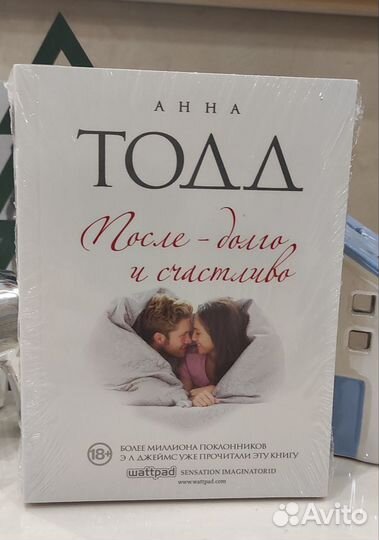 АННА
ТОДД
После – долго
и счастливо
18+
БОЛЕЕ МИЛЛИОНА ПОКЛОННИКОВ
Э Л ДЖЕЙМС УЖЕ ПРОЧИТАЛИ ЭТУ КНИГУ
wattpad SENSATION IMAGINATOR1D
www.wattpad.com
Avito